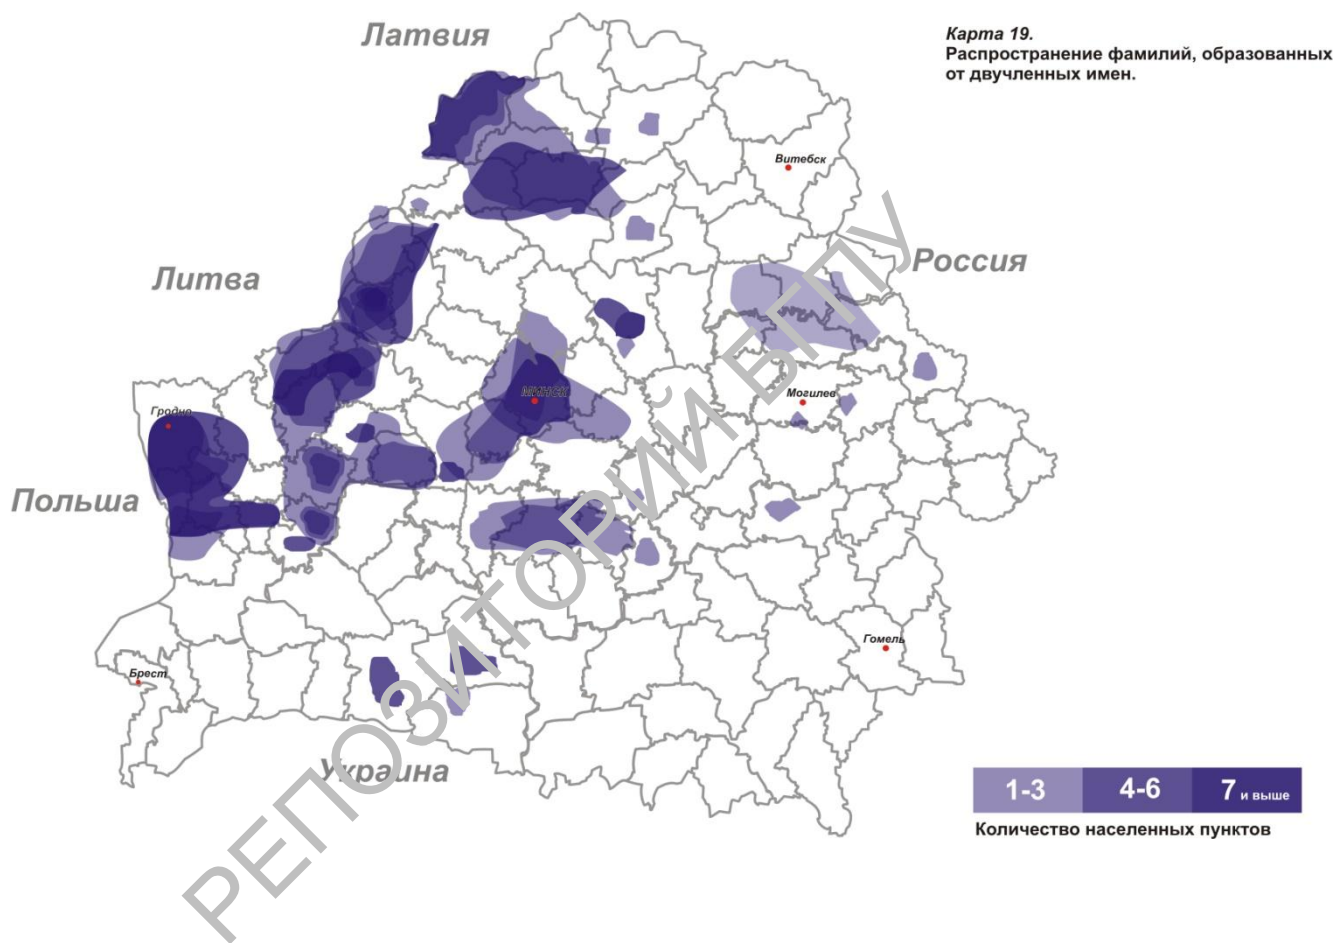 Латвия
Карта 19.
Распространение фамилий, образованных
от двучленных имен.
Витебск
Россия
Литва
Минск
Могилев
Гродно
Польша
Гомель
Брест
Украина
1-3
4-6
7 и выше
Количество населенных пунктов
РЕПОЗИТОРИЙ БГПУ